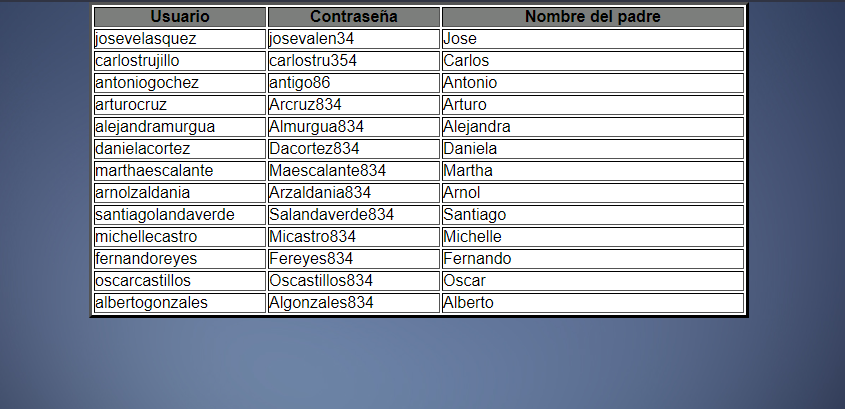 Usuario Contraseña Nombre del padre
josevelasquez josevalen34 Jose
carlostrujillo carlostru354 Carlos
antoniogochez antigo86 Antonio
arturocruz Arcruz834 Arturo
alejandramurgua Almurgua834 Alejandra
danielacortez Dacortez834 Daniela
marthaescalante Maescalante834 Martha
arnolzaldania Arzaldania834 Arnol
santiagolandaverde Salandaverde834 Santiago
michellecastro Micastro834 Michelle
fernandoreyes Fereyes834 Fernando
oscarcastillos Oscastillos834 Oscar
albertogonzales Algonzales834 Alberto